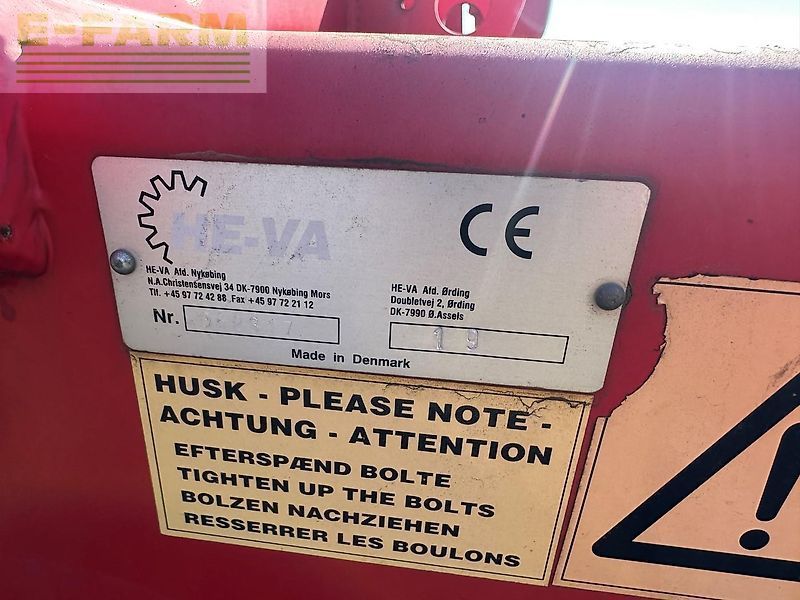 E-FARM
HE-VA
CE
HE-VA Afd. Nykøbing
N.A.Christensensvej 34 DK-7900 Nykøbing Mors
Tlf. +45 97 72 42 88 Fax +45 97 72 21 12
Nr.
HE-VA Afd. Ørding
Doubletvej 2, Ørding
DK-7990 Ø.Assels
19
Made in Denmark
HUSK - PLEASE NOTE -
ACHTUNG - ATTENTION
EFTERSPÆND BOLTE
TIGHTEN UP THE BOLTS
BOLZEN NACHZIEHEN
RESSERRER LES BOULONS